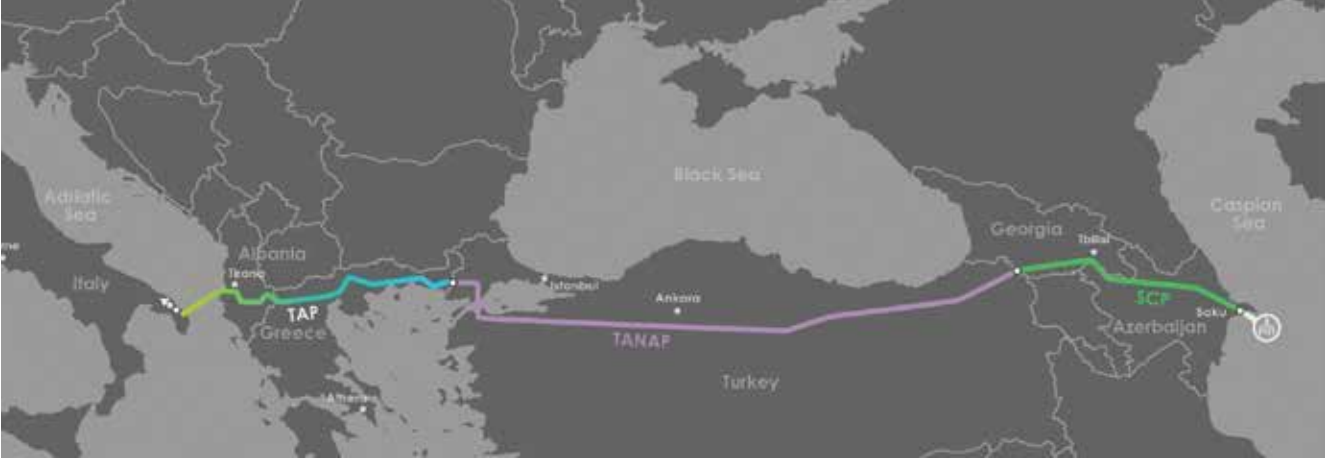 Black Sea
Adriatic
Sea
Caspian
Sea
Georgia
Tbilisi
Albania
Tirana
Italy
Istanbul
Ankara
TAP
Greece
SCP
Baku
Azerbaijan
TANAP
Turkey
Athens